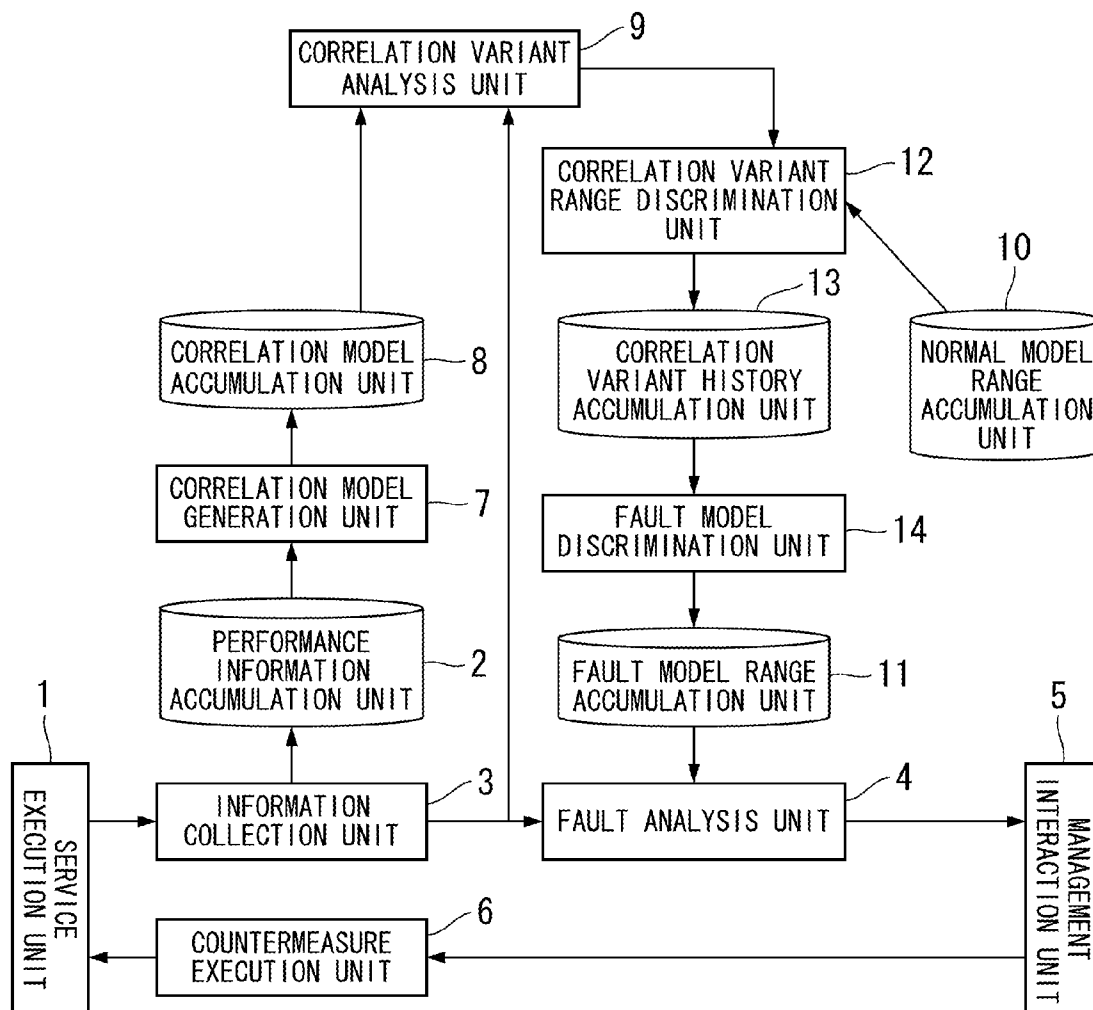 9
CORRELATION VARIANT
ANALYSIS UNIT
CORRELATION VARIANT
RANGE DISCRIMINATION
UNIT
12
10
13
CORRELATION MODEL
ACCUMULATION UNIT
8
CORRELATION
VARIANT HISTORY
ACCUMULATION UNIT
NORMAL MODEL
RANGE
ACCUMULATION
UNIT
CORRELATION MODEL
GENERATION UNIT
7
FAULT MODEL
DISCRIMINATION UNIT
14
PERFORMANCE
INFORMATION
ACCUMULATION UNIT
2
FAULT MODEL RANGE
ACCUMULATION UNIT
11
1
5
SERVICE
EXECUTION UNIT
INFORMATION
COLLECTION UNIT
3
FAULT ANALYSIS UNIT
4
MANAGEMENT
INTERACTION UNIT
COUNTERMEASURE
EXECUTION UNIT
6